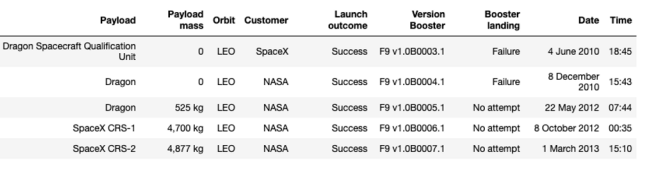 Payload Payload mass Orbit Customer Launch outcome Version Booster Booster landing Date Time
Dragon Spacecraft Qualification Unit 0 LEO SpaceX Success F9 v1.0B0003.1 Failure 4 June 2010 18:45
Dragon 0 LEO NASA Success F9 v1.0B0004.1 Failure 8 December 2010 15:43
Dragon 525 kg LEO NASA Success F9 v1.0B0005.1 No attempt 22 May 2012 07:44
SpaceX CRS-1 4,700 kg LEO NASA Success F9 v1.0B0006.1 No attempt 8 October 2012 00:35
SpaceX CRS-2 4,877 kg LEO NASA Success F9 v1.0B0007.1 No attempt 1 March 2013 15:10